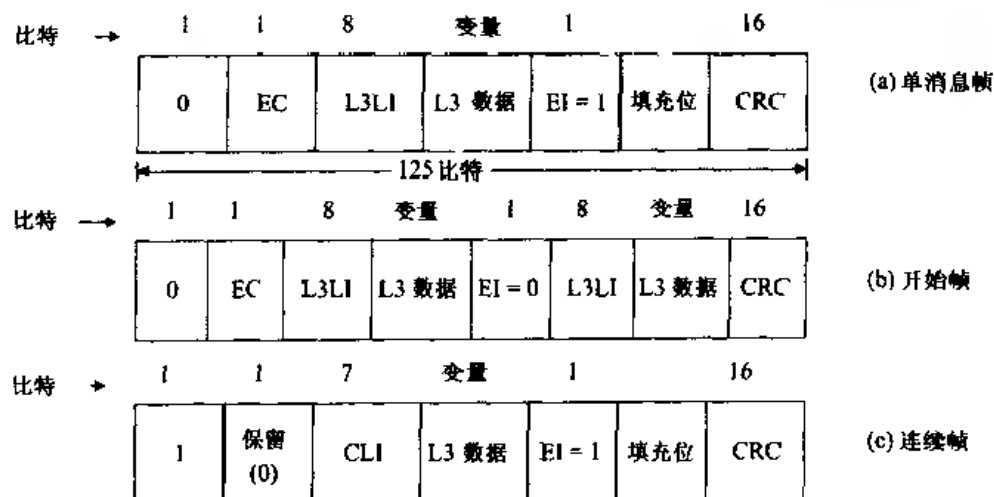 比特 → 1 1 8 变量 1 16
0 EC L3LI L3 数据 EI = 1 填充位 CRC (a) 单消息帧
125 比特
比特 → 1 1 8 变量 1 8 变量 16
0 EC L3LI L3 数据 EI = 0 L3LI L3 数据 CRC (b) 开始帧
比特 → 1 1 7 变量 1 16
1 保留 (0) CLI L3 数据 EI = 1 填充位 CRC (c) 连续帧